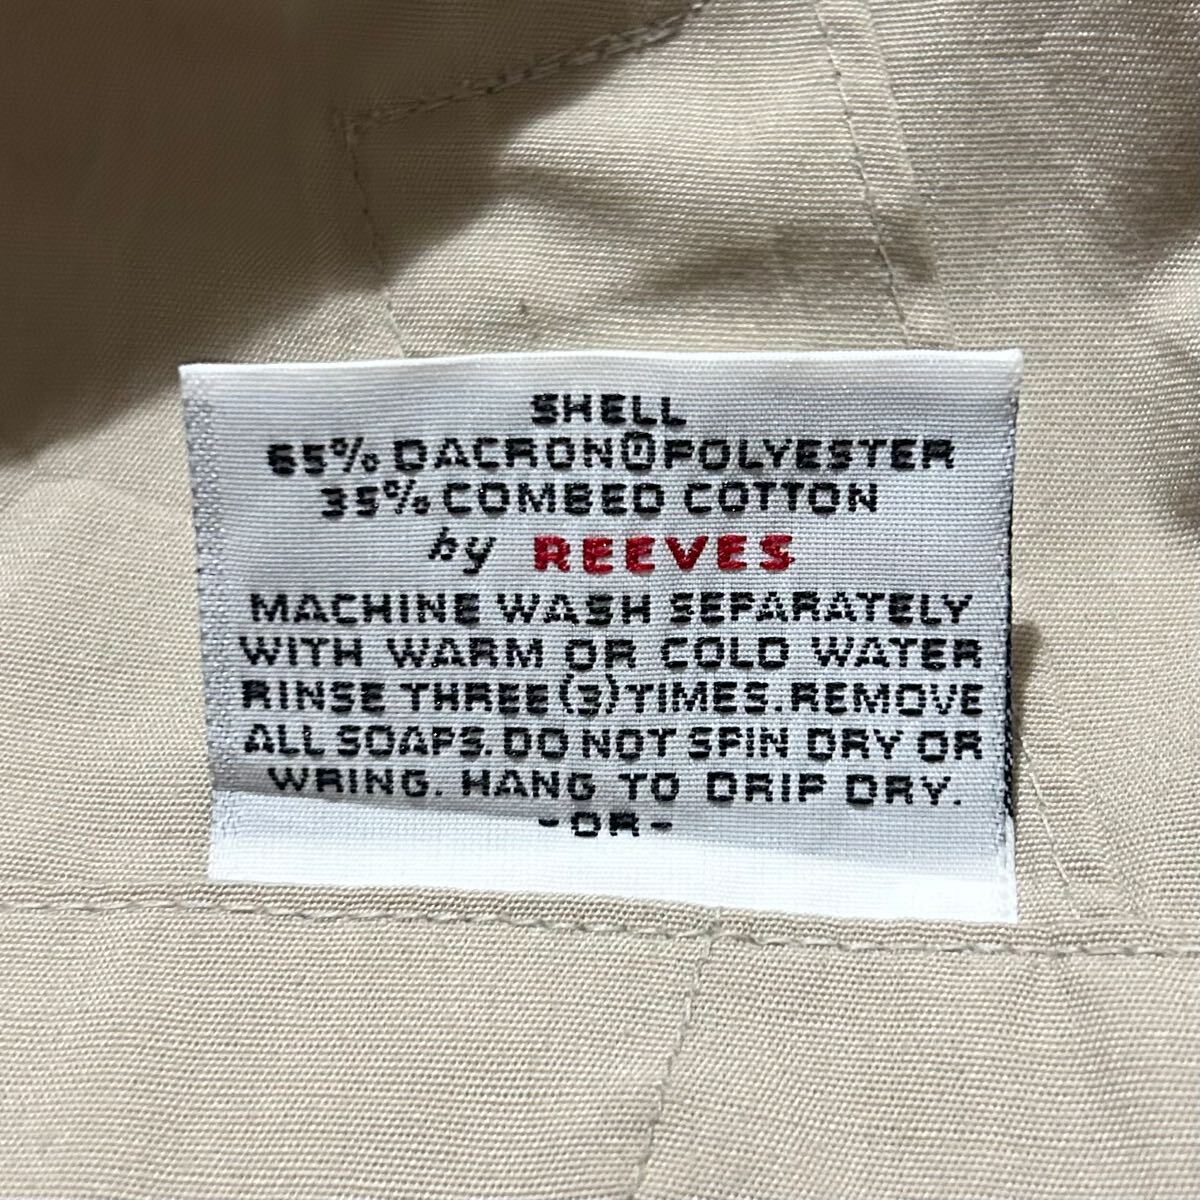 SHELL
65% DACRON®POLYESTER
35% COMBED COTTON
by REEVES
MACHINE WASH SEPARATELY
WITH WARM OR COLD WATER
RINSE THREE (3) TIMES. REMOVE
ALL SOAPS. DO NOT SPIN DRY OR
WRING. HANG TO DRIP DRY.
-OR-